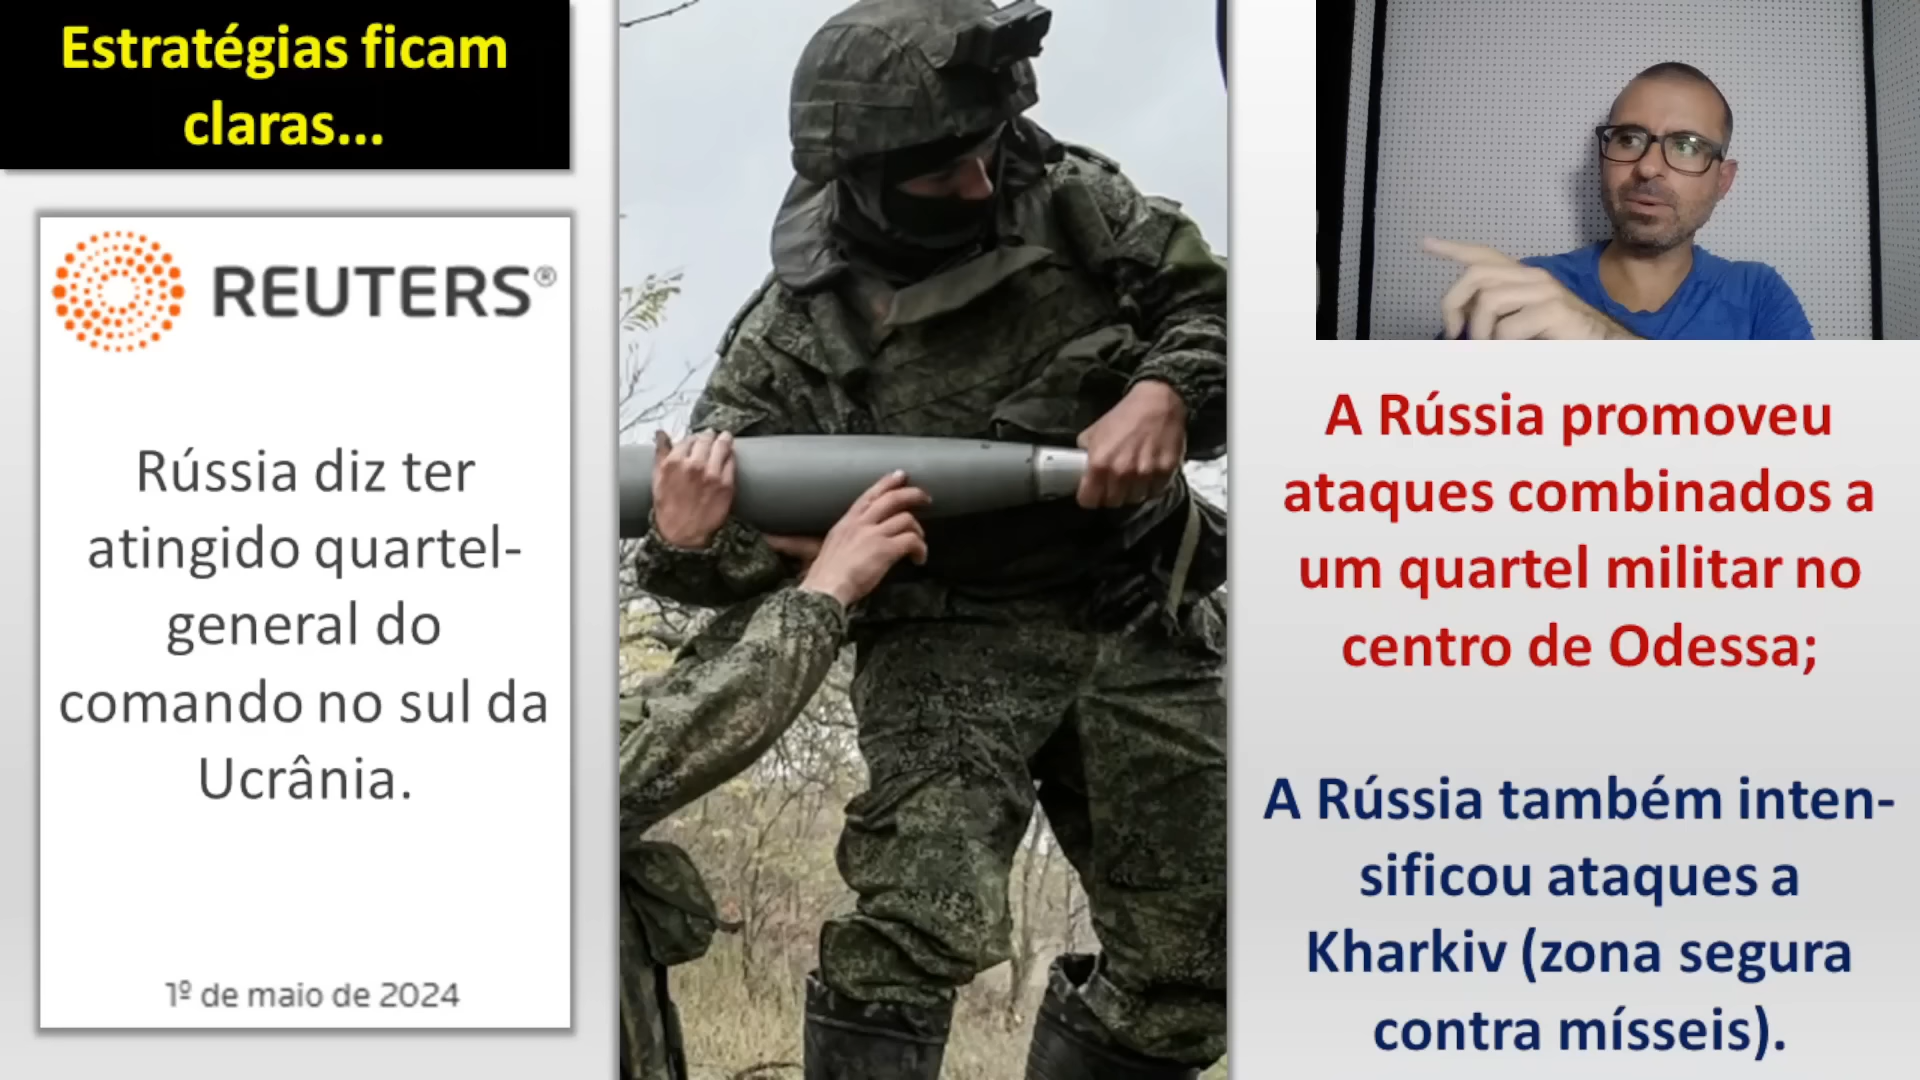 Estratégias ficam
claras...
REUTERS®
Rússia diz ter
atingido quartel-
general do
comando no sul da
Ucrânia.
1º de maio de 2024
A Rússia promoveu
ataques combinados a
um quartel militar no
centro de Odessa;
A Rússia também inten-
sificou ataques a
Kharkiv (zona segura
contra mísseis).